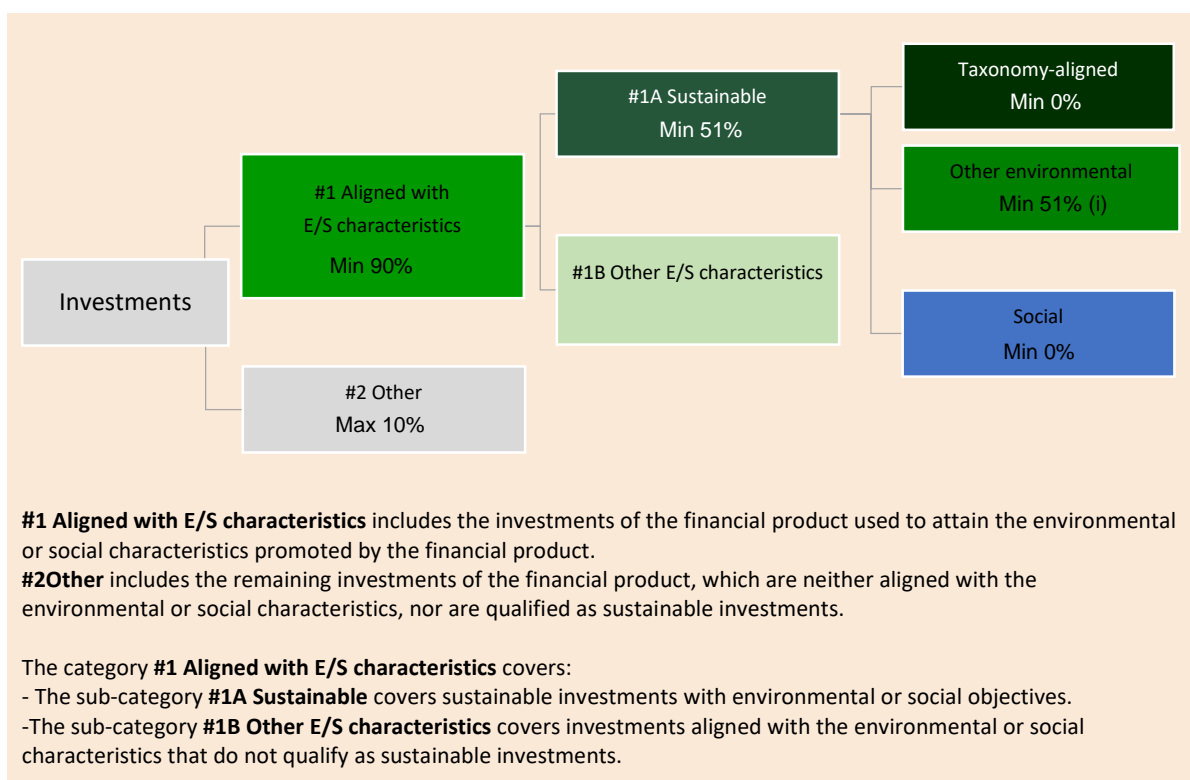 Investments
#1 Aligned with
E/S characteristics
Min 90%
#2 Other
Max 10%
#1A Sustainable
Min 51%
#1B Other E/S characteristics
Taxonomy-aligned
Min 0%
Other environmental
Min 51% (i)
Social
Min 0%
#1 Aligned with E/S characteristics includes the investments of the financial product used to attain the environmental
or social characteristics promoted by the financial product.
#2Other includes the remaining investments of the financial product, which are neither aligned with the
environmental or social characteristics, nor are qualified as sustainable investments.
The category #1 Aligned with E/S characteristics covers:
- The sub-category #1A Sustainable covers sustainable investments with environmental or social objectives.
-The sub-category #1B Other E/S characteristics covers investments aligned with the environmental or social
characteristics that do not qualify as sustainable investments.